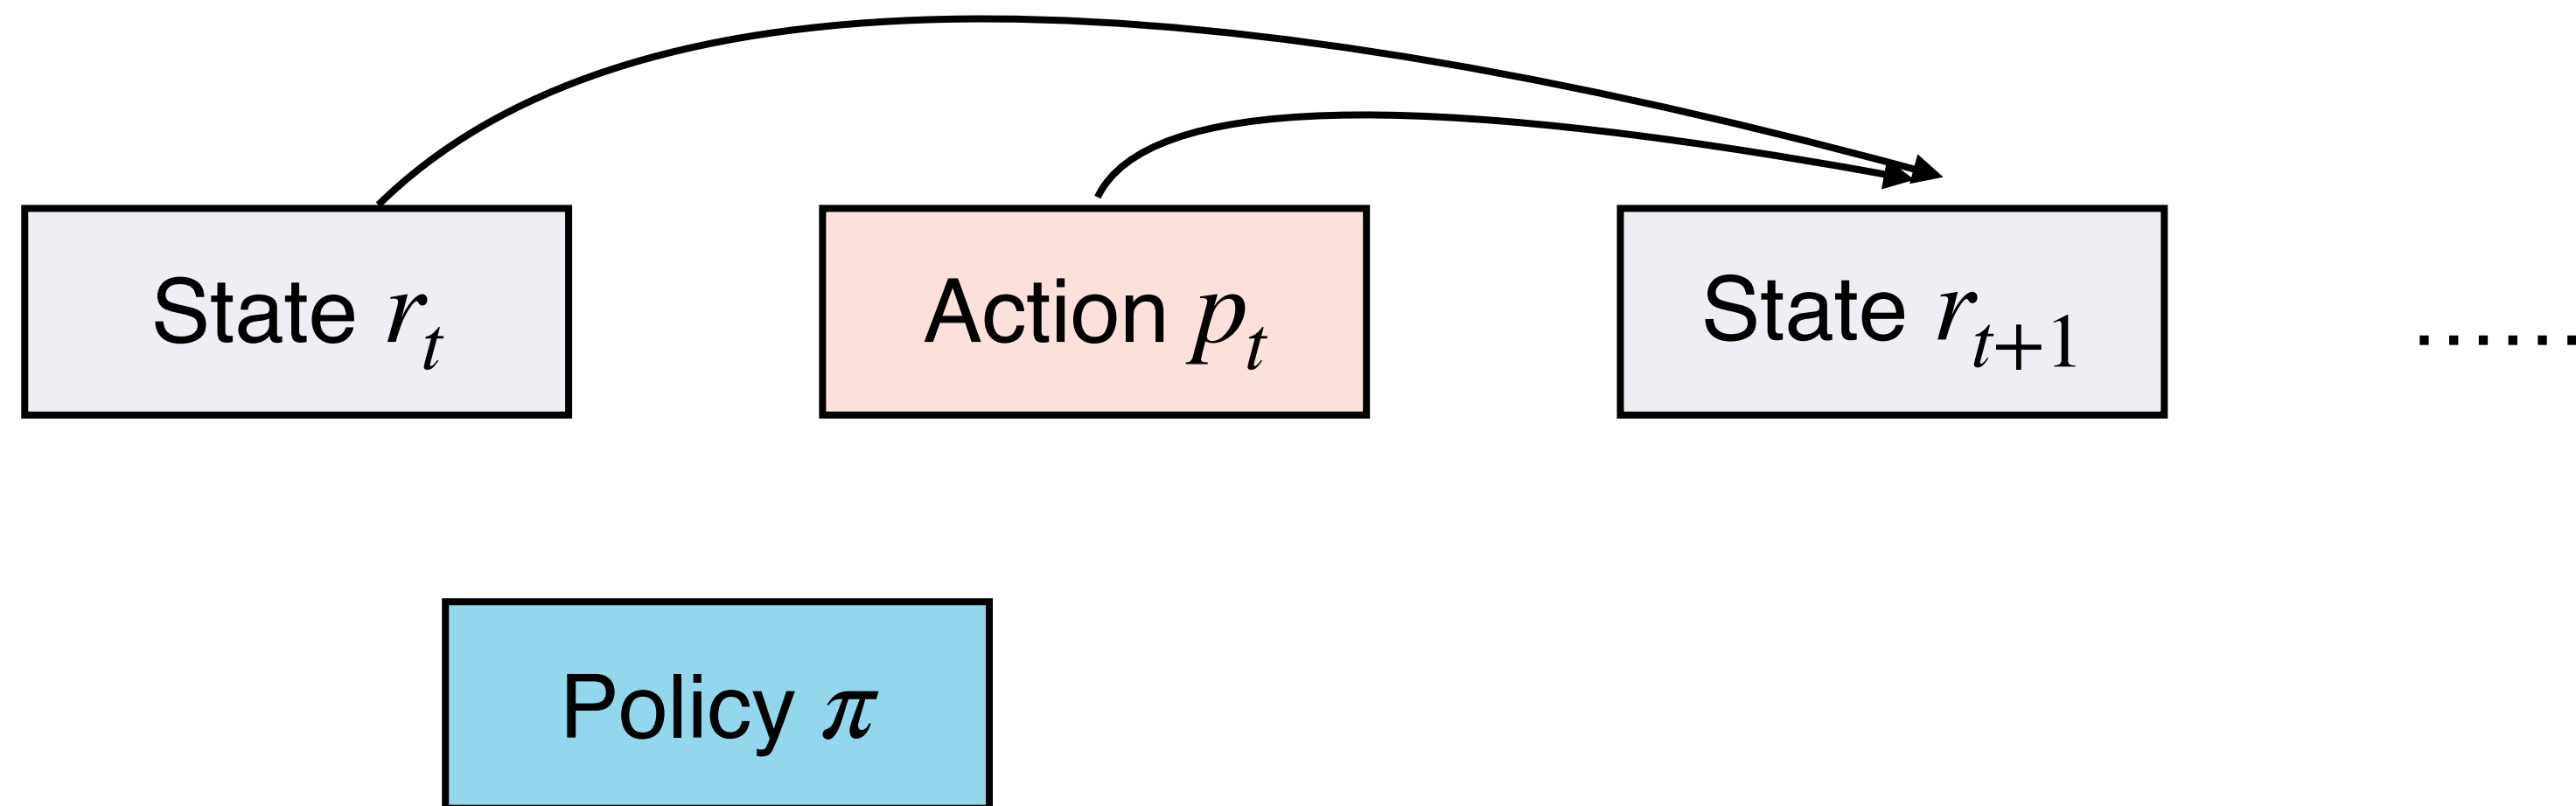 State r_t
Action p_t
State r_{t+1}
......
Policy π